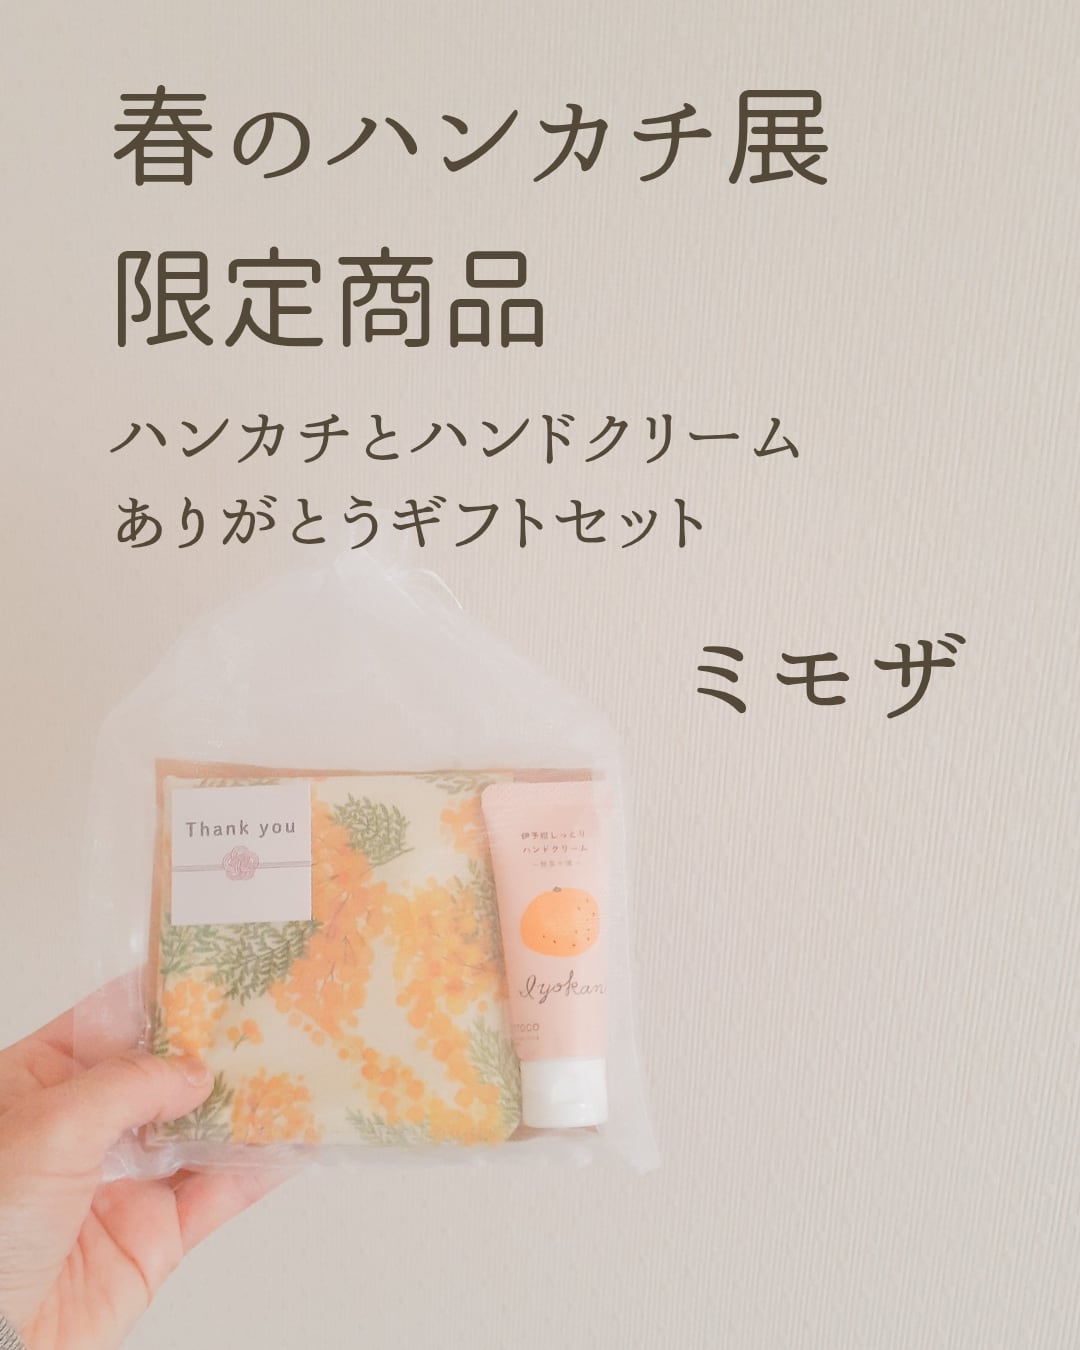 春のハンカチ展
限定商品
ハンカチとハンドクリーム
ありがとうギフトセット
ミモザ
Thank you
伊予柑しっとり
ハンドクリーム
Iyokan